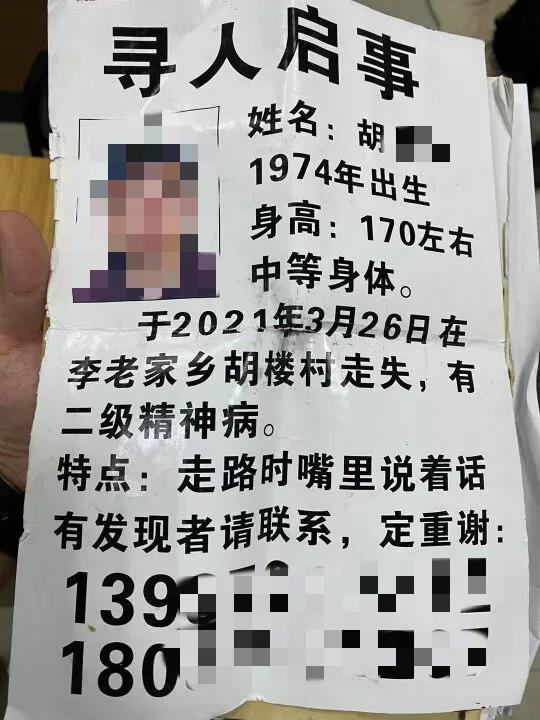 寻人启事
姓名：胡
1974年出生
身高：170左右
中等身体。
于2021年3月26日在
李老家乡胡楼村走失，有
二级精神病。
特点：走路时嘴里说着话
有发现者请联系，定重谢：
139
180